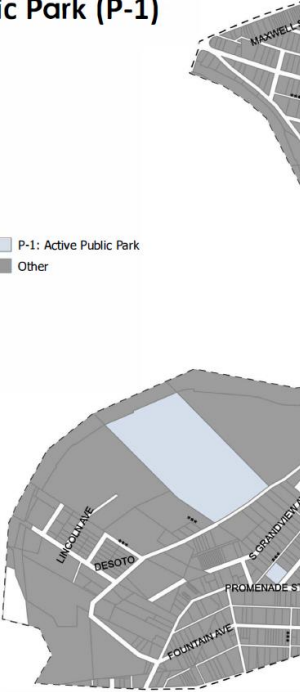 ic Park (P-1)
MAXWELL
P-1: Active Public Park
Other
LINCOLN AVE
DESOTO
S GRANDVIEW A
PROMENADE ST
FOUNTAIN AVE